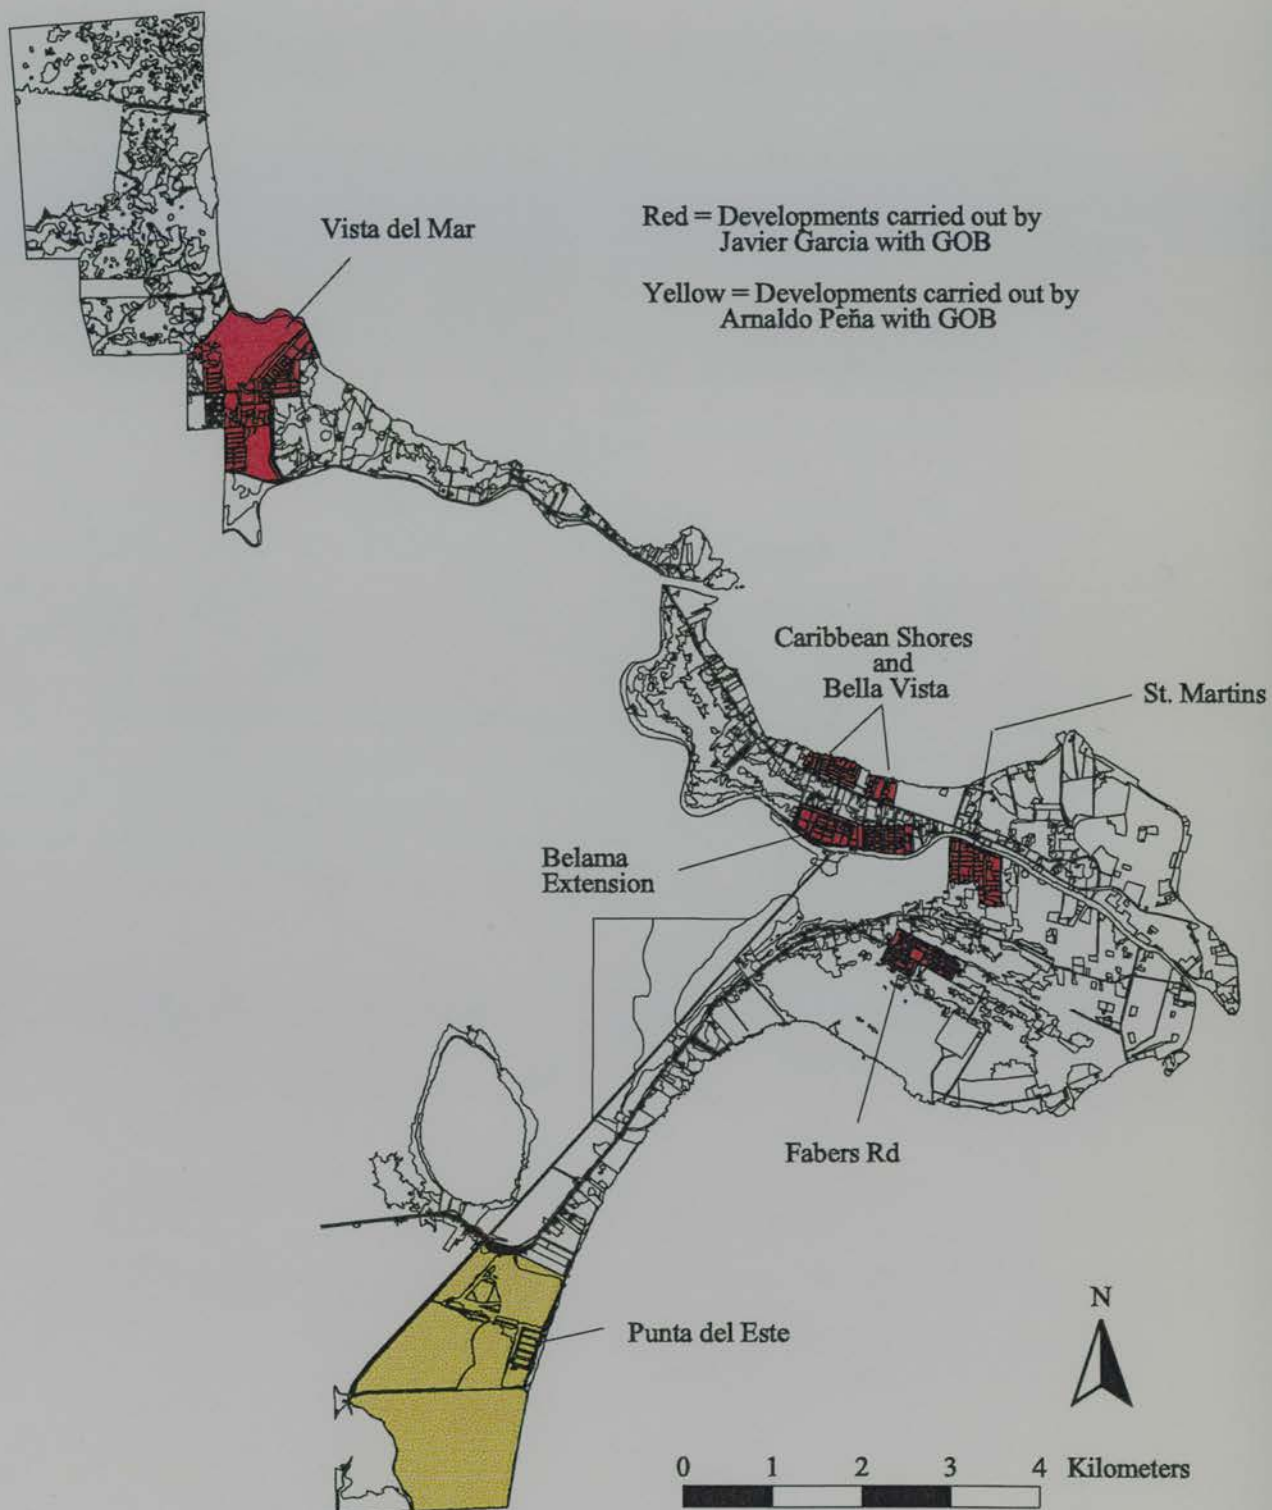 Vista del Mar
Red = Developments carried out by
Javier Garcia with GOB
Yellow = Developments carried out by
Arnaldo Peña with GOB
Caribbean Shores
and
Bella Vista
St. Martins
Belama
Extension
Fabers Rd
Punta del Este
N
0 1 2 3 4 Kilometers